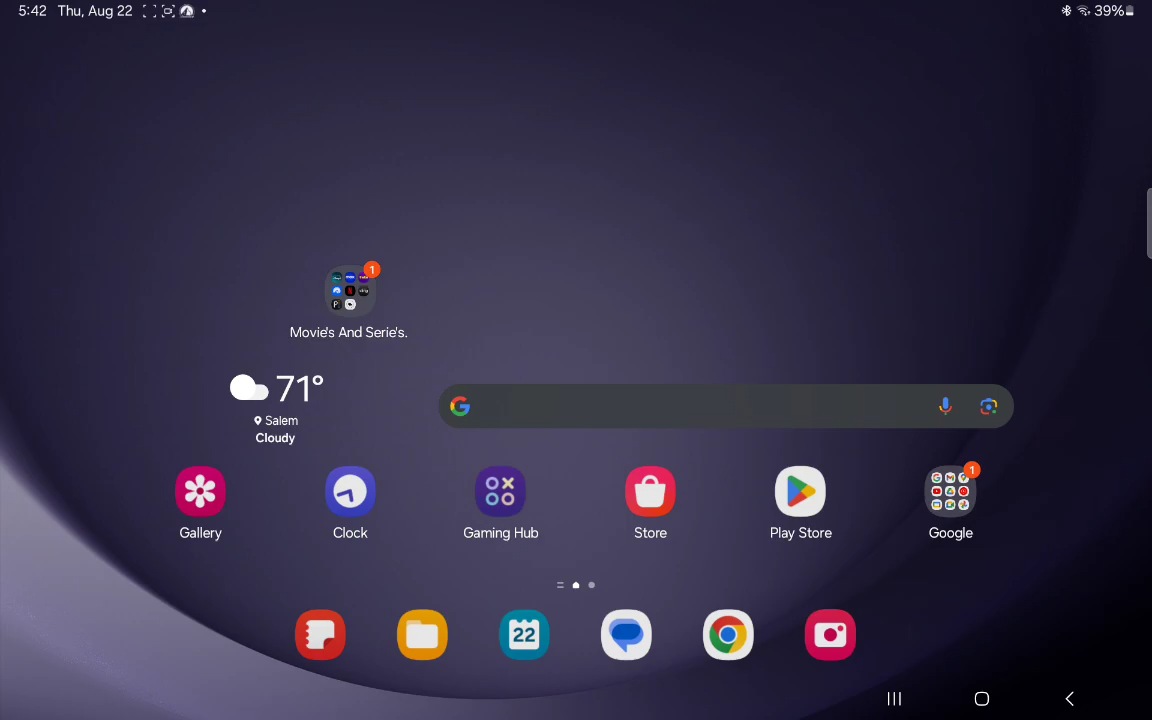 5:42 Thu, Aug 22
39%
1
Movie's And Serie's.
71°
Salem
Cloudy
1
Gallery
Clock
Gaming Hub
Store
Play Store
Google
22